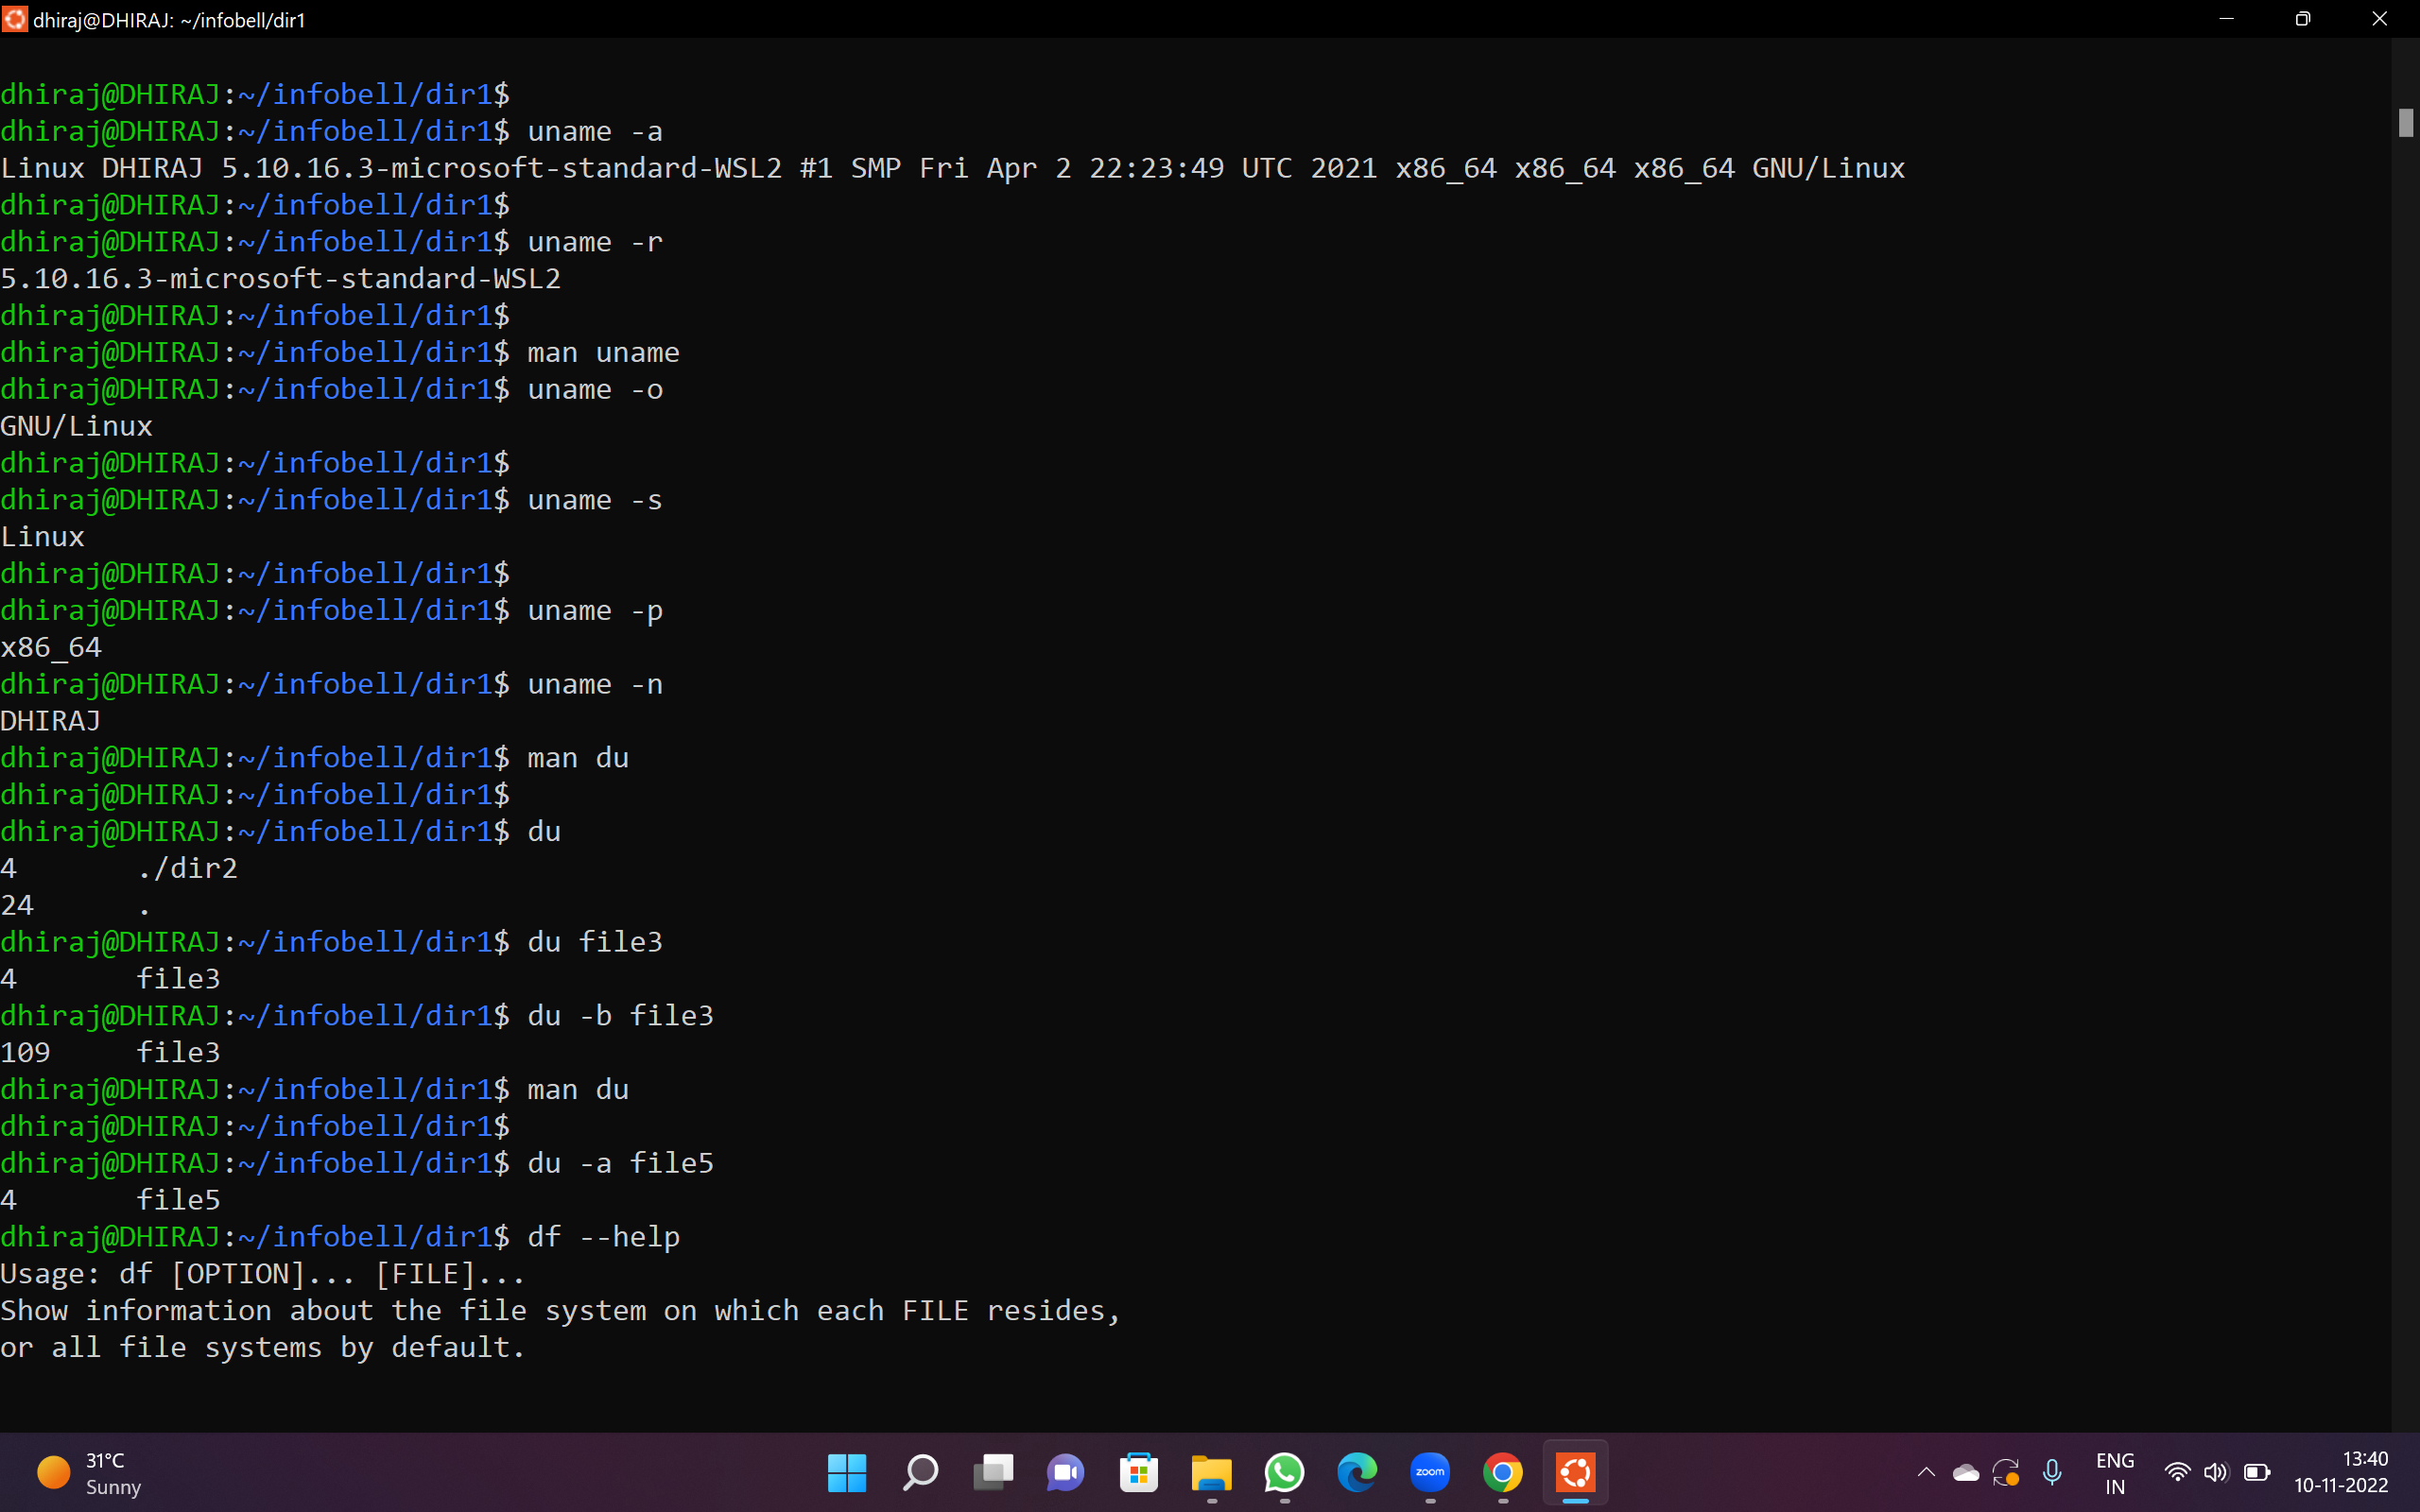 dhiraj@DHIRAJ: ~/infobell/dir1
dhiraj@DHIRAJ:~/infobell/dir1$
dhiraj@DHIRAJ:~/infobell/dir1$ uname -a
Linux DHIRAJ 5.10.16.3-microsoft-standard-WSL2 #1 SMP Fri Apr 2 22:23:49 UTC 2021 x86_64 x86_64 x86_64 GNU/Linux
dhiraj@DHIRAJ:~/infobell/dir1$
dhiraj@DHIRAJ:~/infobell/dir1$ uname -r
5.10.16.3-microsoft-standard-WSL2
dhiraj@DHIRAJ:~/infobell/dir1$
dhiraj@DHIRAJ:~/infobell/dir1$ man uname
dhiraj@DHIRAJ:~/infobell/dir1$ uname -o
GNU/Linux
dhiraj@DHIRAJ:~/infobell/dir1$
dhiraj@DHIRAJ:~/infobell/dir1$ uname -s
Linux
dhiraj@DHIRAJ:~/infobell/dir1$
dhiraj@DHIRAJ:~/infobell/dir1$ uname -p
x86_64
dhiraj@DHIRAJ:~/infobell/dir1$ uname -n
DHIRAJ
dhiraj@DHIRAJ:~/infobell/dir1$ man du
dhiraj@DHIRAJ:~/infobell/dir1$
dhiraj@DHIRAJ:~/infobell/dir1$ du
4       ./dir2
24      .
dhiraj@DHIRAJ:~/infobell/dir1$ du file3
4       file3
dhiraj@DHIRAJ:~/infobell/dir1$ du -b file3
109     file3
dhiraj@DHIRAJ:~/infobell/dir1$ man du
dhiraj@DHIRAJ:~/infobell/dir1$
dhiraj@DHIRAJ:~/infobell/dir1$ du -a file5
4       file5
dhiraj@DHIRAJ:~/infobell/dir1$ df --help
Usage: df [OPTION]... [FILE]...
Show information about the file system on which each FILE resides,
or all file systems by default.
31°C
Sunny
zoom
ENG
IN
13:40
10-11-2022